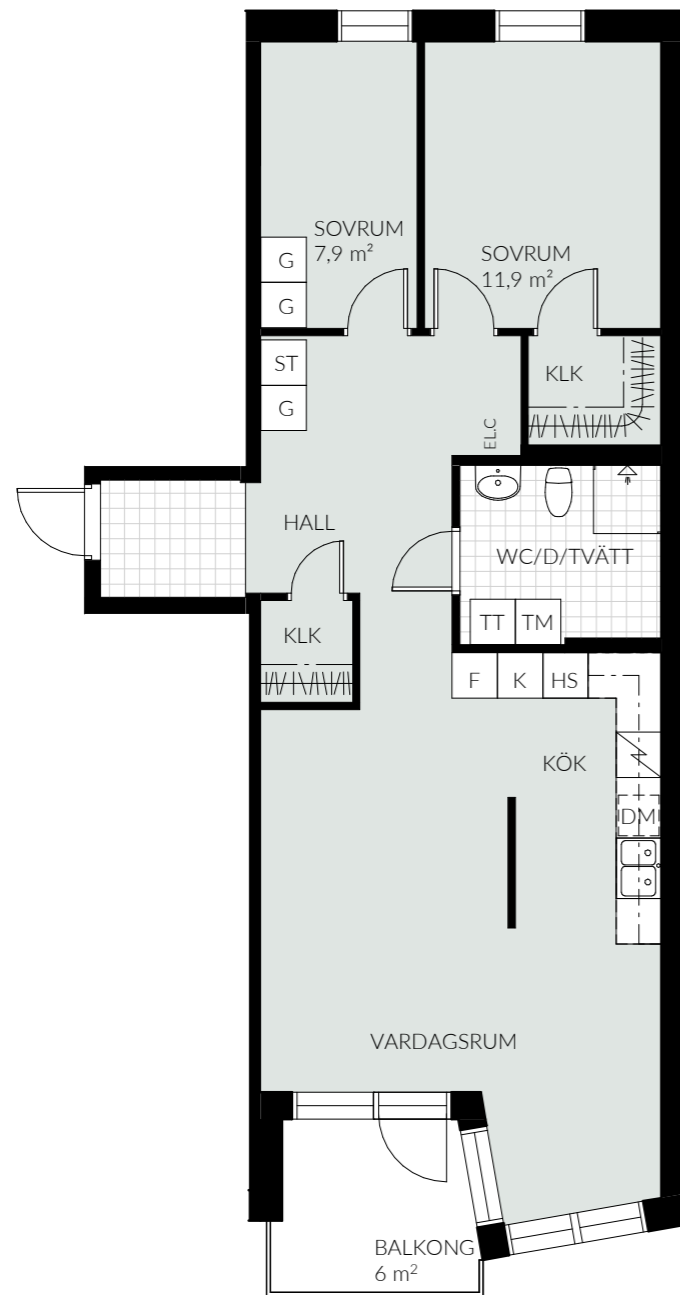 SOVRUM
7,9 m²
SOVRUM
11,9 m²
G
G
ST
G
KLK
EL.C
HALL
WC/D/TVÄTT
TT TM
KLK
F K HS
KÖK
DM
VARDAGSRUM
BALKONG
6 m²